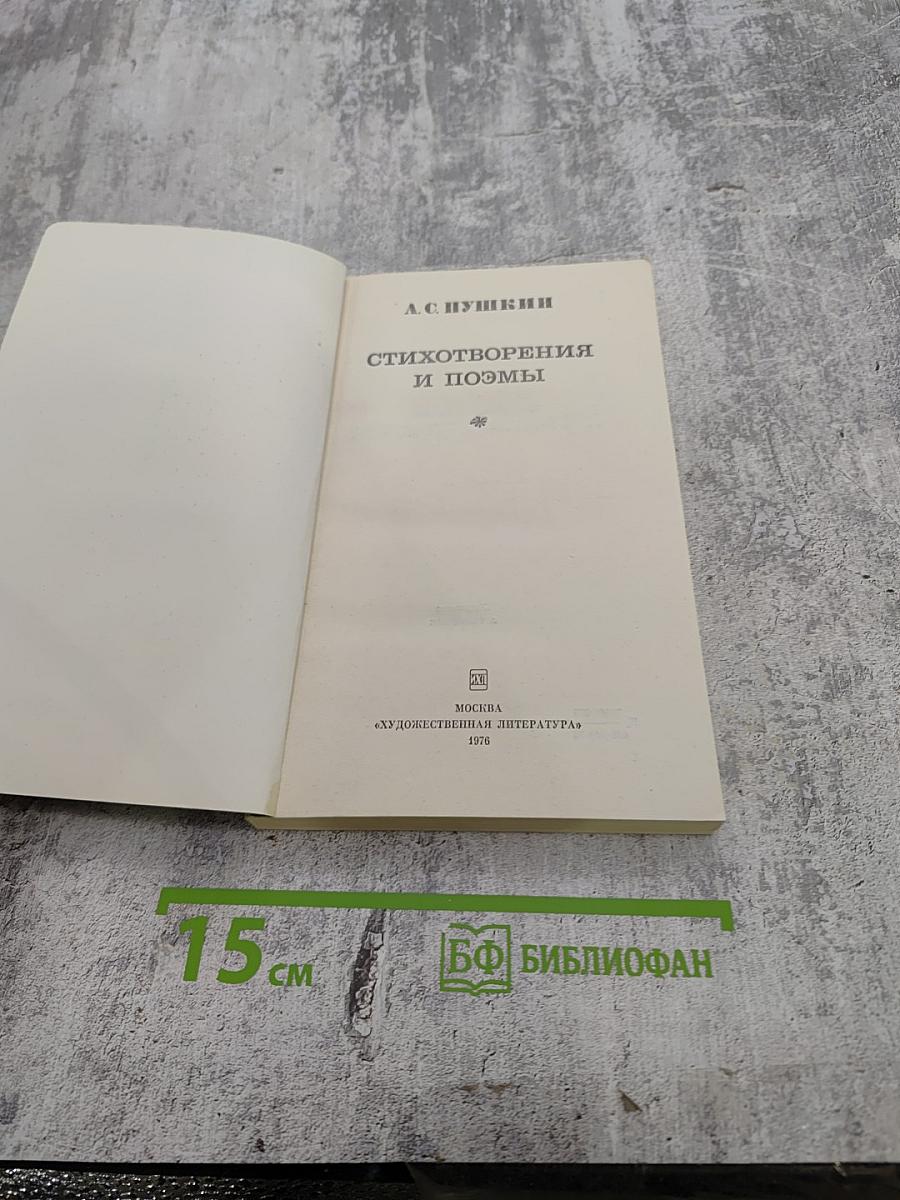 А. С. ПУШКИН
СТИХОТВОРЕНИЯ
И ПОЭМЫ
МОСКВА
«ХУДОЖЕСТВЕННАЯ ЛИТЕРАТУРА»
1976
15 см
БФ БИБЛИОФАН